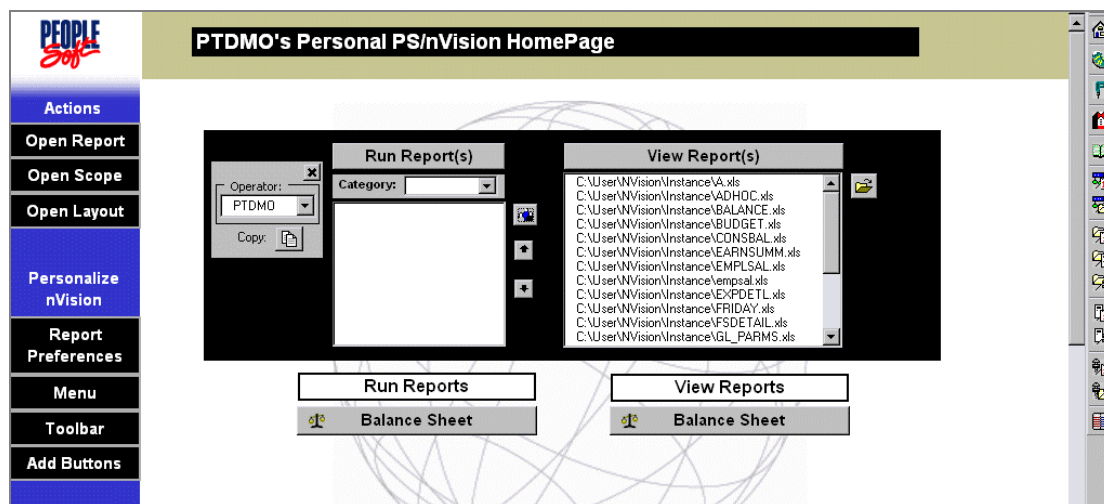 PEOPLE
Soft
PTDMO's Personal PS/nVision HomePage
Actions
Open Report
Open Scope
Open Layout
Personalize
nVision
Report
Preferences
Menu
Toolbar
Add Buttons
Operator:
PTDMO
Copy:
Run Report(s)
Category:
View Report(s)
C:\User\NVision\Instance\A.xls
C:\User\NVision\Instance\ADHOC.xls
C:\User\NVision\Instance\BALANCE.xls
C:\User\NVision\Instance\BUDGET.xls
C:\User\NVision\Instance\CONSBAL.xls
C:\User\NVision\Instance\EARNSUMM.xls
C:\User\NVision\Instance\EMPLSAL.xls
C:\User\NVision\Instance\empsal.xls
C:\User\NVision\Instance\EXPDETL.xls
C:\User\NVision\Instance\FRIDAY.xls
C:\User\NVision\Instance\FSDETAIL.xls
C:\User\NVision\Instance\GL_PARMS.xls
Run Reports
Balance Sheet
View Reports
Balance Sheet